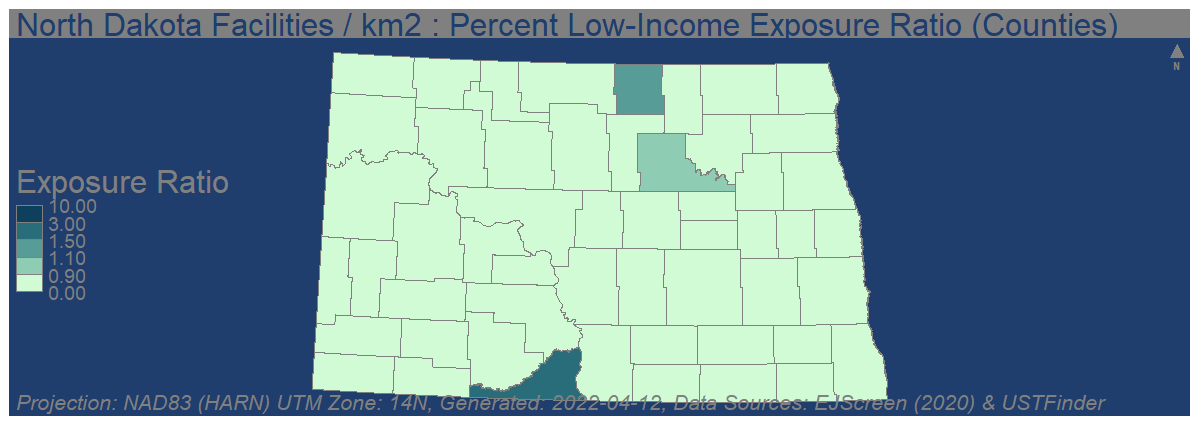 North Dakota Facilities / km2 : Percent Low-Income Exposure Ratio (Counties)
N
Exposure Ratio
10.00
3.00
1.50
1.10
0.90
0.00
Projection: NAD83 (HARN) UTM Zone: 14N, Generated: 2022-04-12, Data Sources: EJScreen (2020) & USTFinder